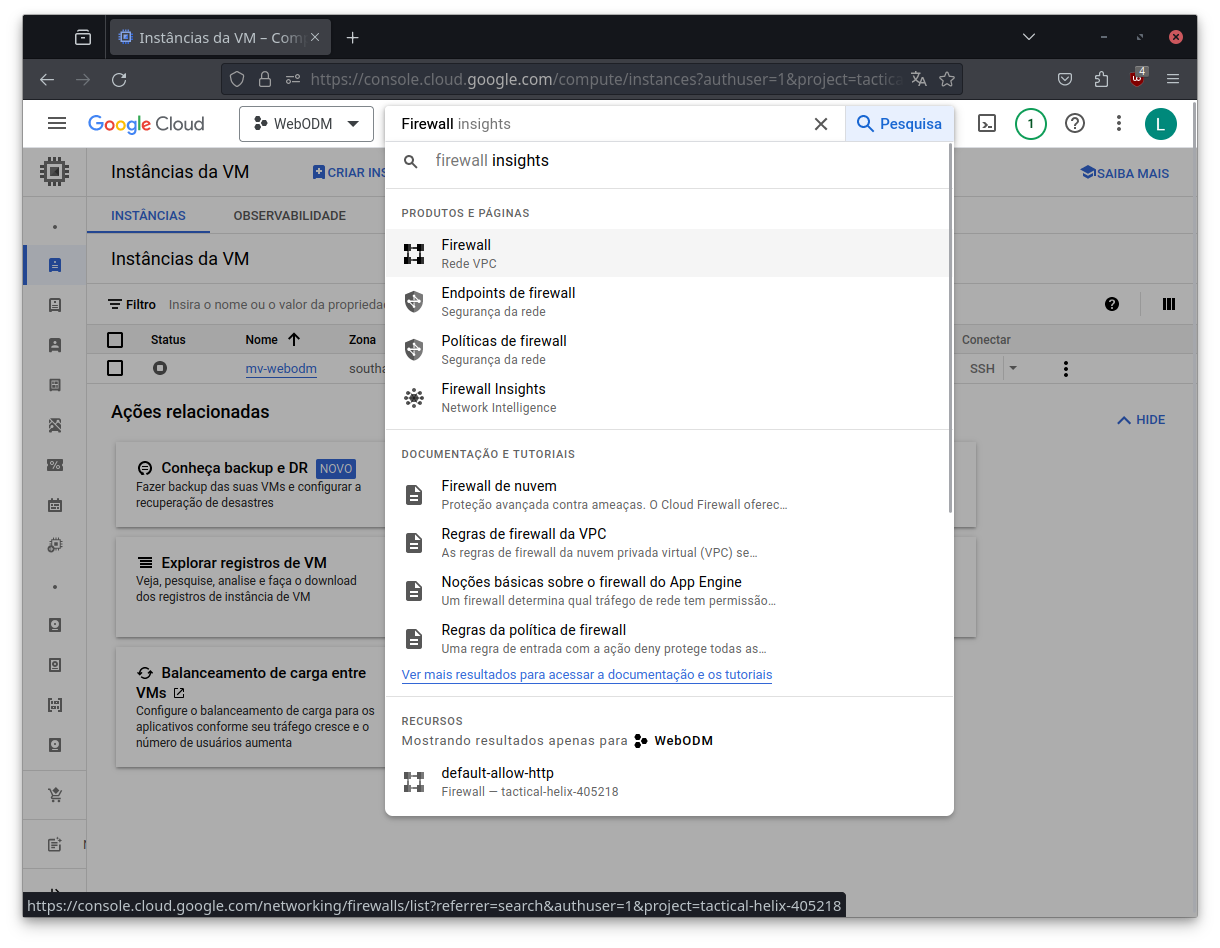 Instâncias da VM – Com
https://console.cloud.google.com/compute/instances?authuser=1&project=tactica
4
Google Cloud
WebODM
Firewall insights
Pesquisa
1
L
firewall insights
Instâncias da VM
CRIAR INS
SAIBA MAIS
INSTÂNCIAS
OBSERVABILIDADE
PRODUTOS E PÁGINAS
Firewall
Rede VPC
Instâncias da VM
Endpoints de firewall
Segurança da rede
Filtro
Insira o nome ou o valor da propriedad
Políticas de firewall
Segurança da rede
Status
Nome
Zona
Conectar
mv-webodm
southa
SSH
Firewall Insights
Network Intelligence
Ações relacionadas
HIDE
DOCUMENTAÇÃO E TUTORIAIS
Conheça backup e DR
NOVO
Fazer backup das suas VMs e configurar a
recuperação de desastres
Firewall de nuvem
Proteção avançada contra ameaças. O Cloud Firewall oferec…
Regras de firewall da VPC
As regras de firewall da nuvem privada virtual (VPC) se…
Explorar registros de VM
Veja, pesquise, analise e faça o download
dos registros de instância de VM
Noções básicas sobre o firewall do App Engine
Um firewall determina qual tráfego de rede tem permissão…
Regras da política de firewall
Uma regra de entrada com a ação deny protege todas as…
Ver mais resultados para acessar a documentação e os tutoriais
Balanceamento de carga entre
VMs
Configure o balanceamento de carga para os
aplicativos conforme seu tráfego cresce e o
número de usuários aumenta
RECURSOS
Mostrando resultados apenas para WebODM
default-allow-http
Firewall — tactical-helix-405218
https://console.cloud.google.com/networking/firewalls/list?referrer=search&authuser=1&project=tactical-helix-405218